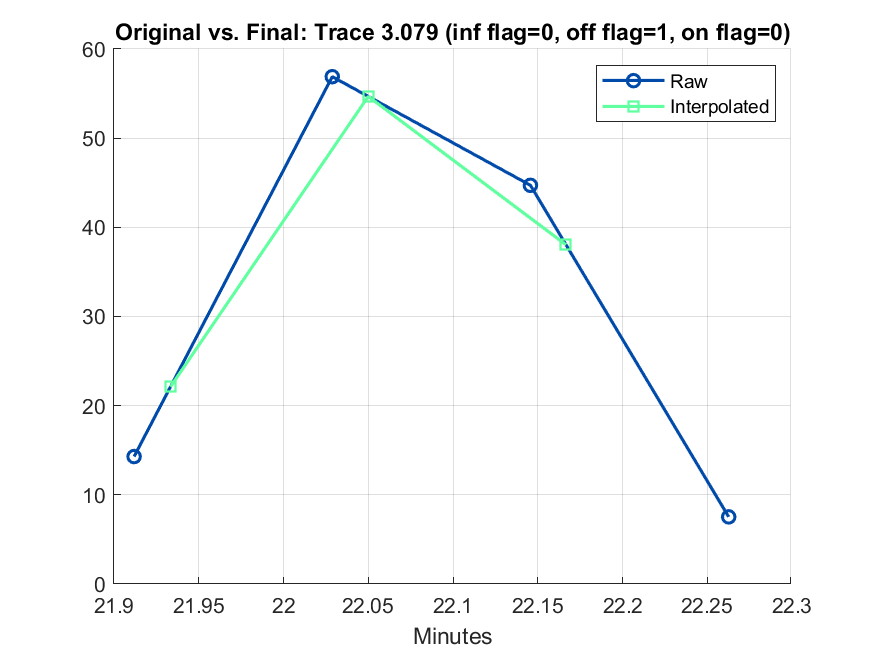 Original vs. Final: Trace 3.079 (inf flag=0, off flag=1, on flag=0)
Raw
Interpolated
60
50
40
30
20
10
0
21.9 21.95 22 22.05 22.1 22.15 22.2 22.25 22.3
Minutes